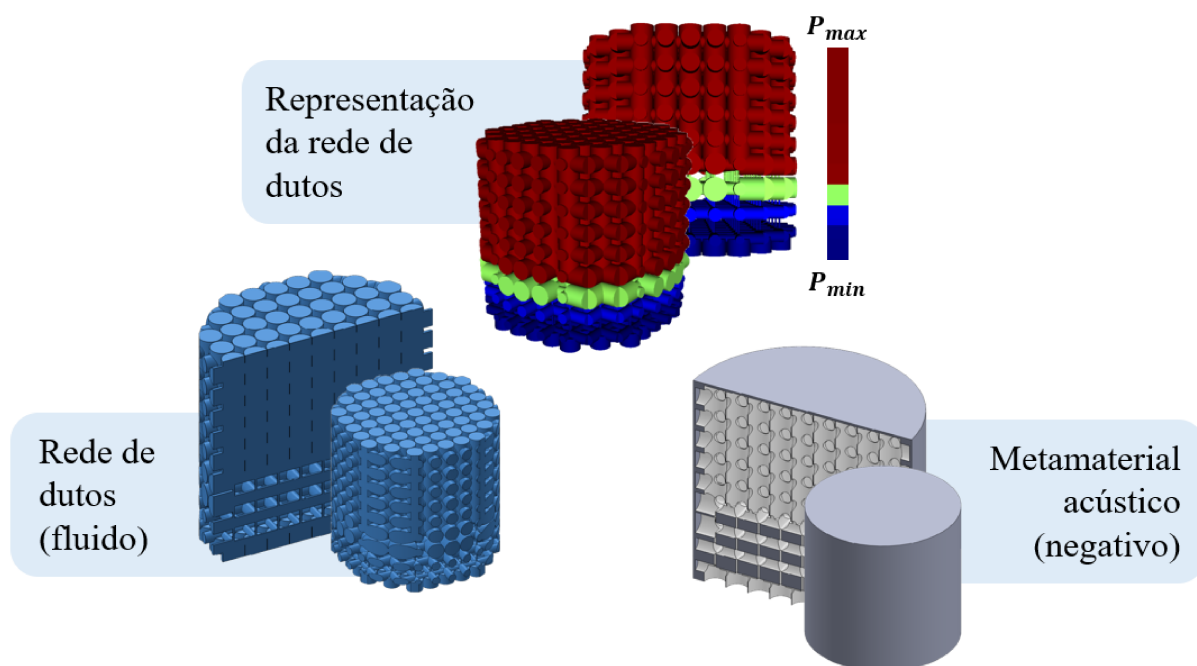 P_max
Representação
da rede de
dutos
P_min
Rede de
dutos
(fluido)
Metamaterial
acústico
(negativo)